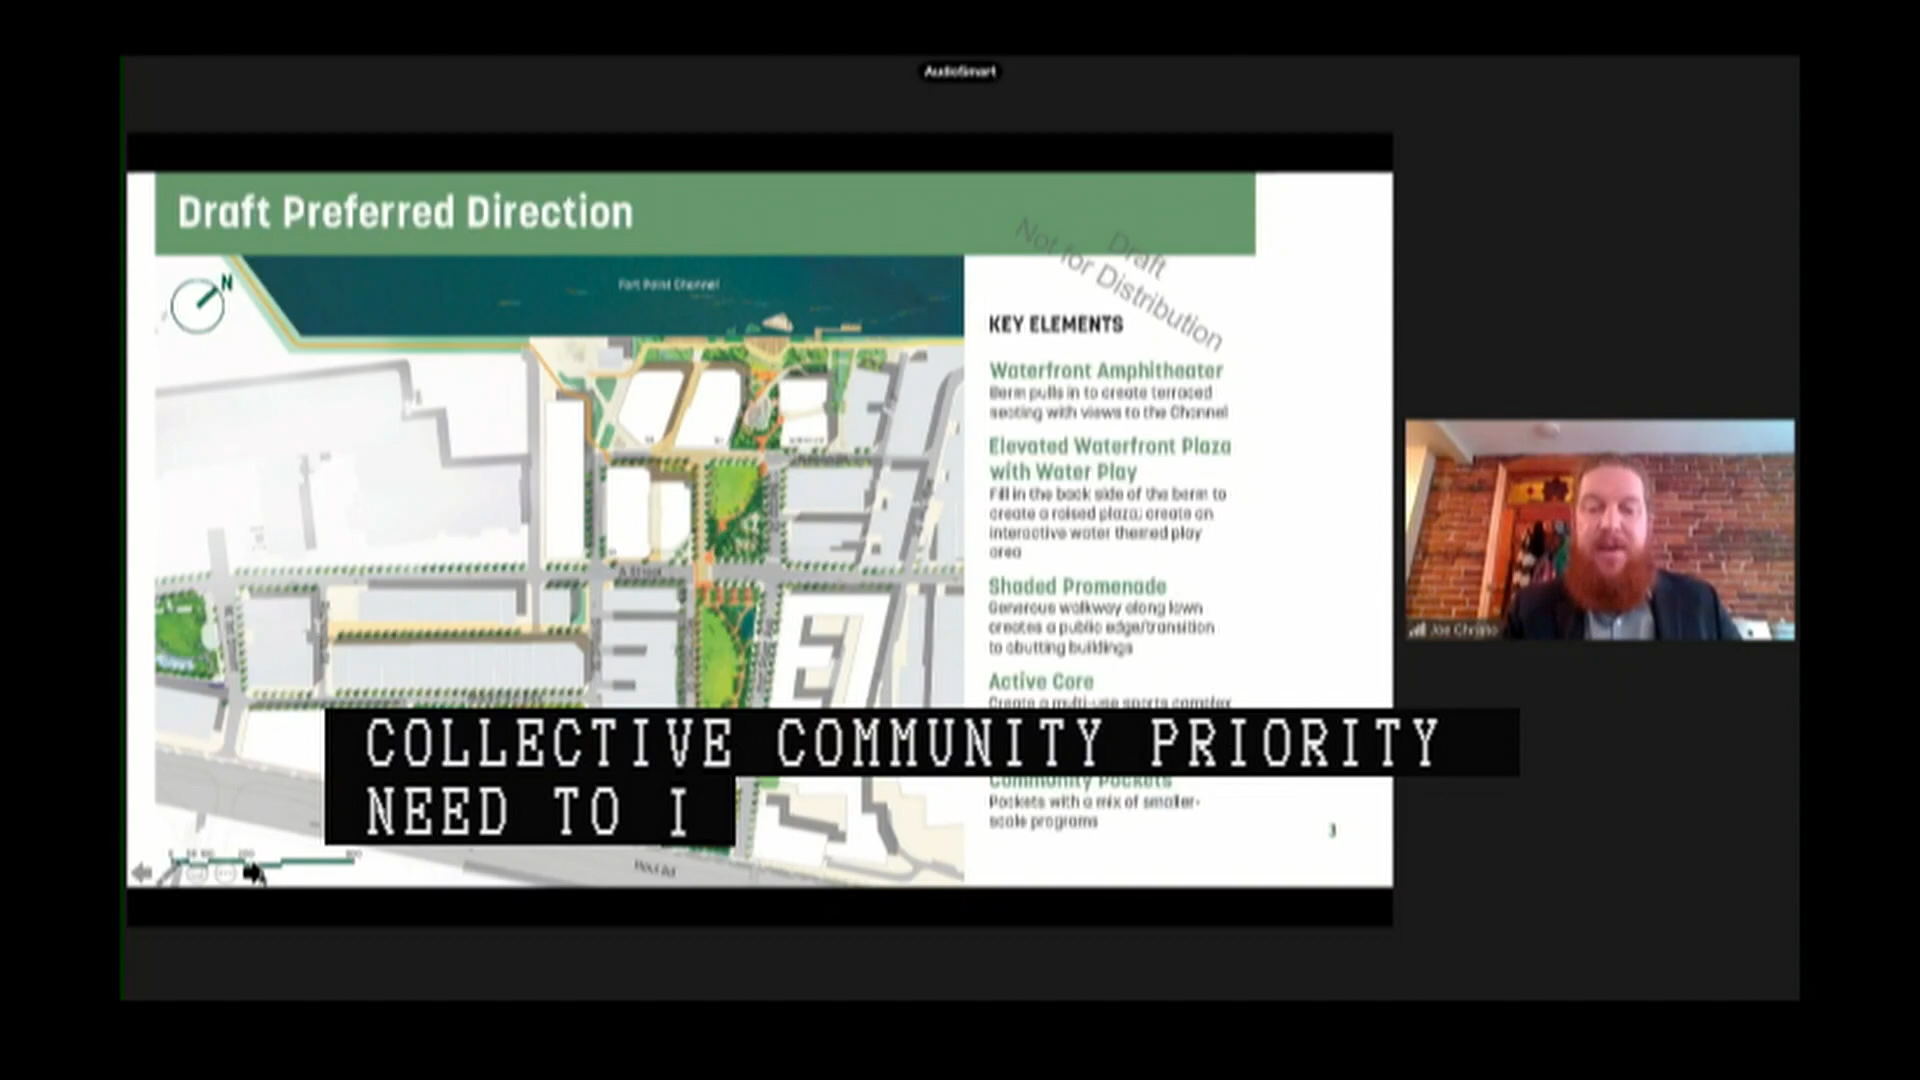 AudioSmart
Draft Preferred Direction
Draft
Not for Distribution
N
Fort Point Channel
KEY ELEMENTS
Waterfront Amphitheater
Berm pulls in to create terraced
seating with views to the Channel
Elevated Waterfront Plaza
with Water Play
Fill in the back side of the berm to
create a raised plaza; create an
interactive water themed play
area
Shaded Promenade
Generous walkway along lawn
creates a public edge/transition
to abutting buildings
Active Core
Create a multi-use sports complex
Community Pockets
Pockets with a mix of smaller-
scale programs
A Street
3
COLLECTIVE COMMUNITY PRIORITY
NEED TO I